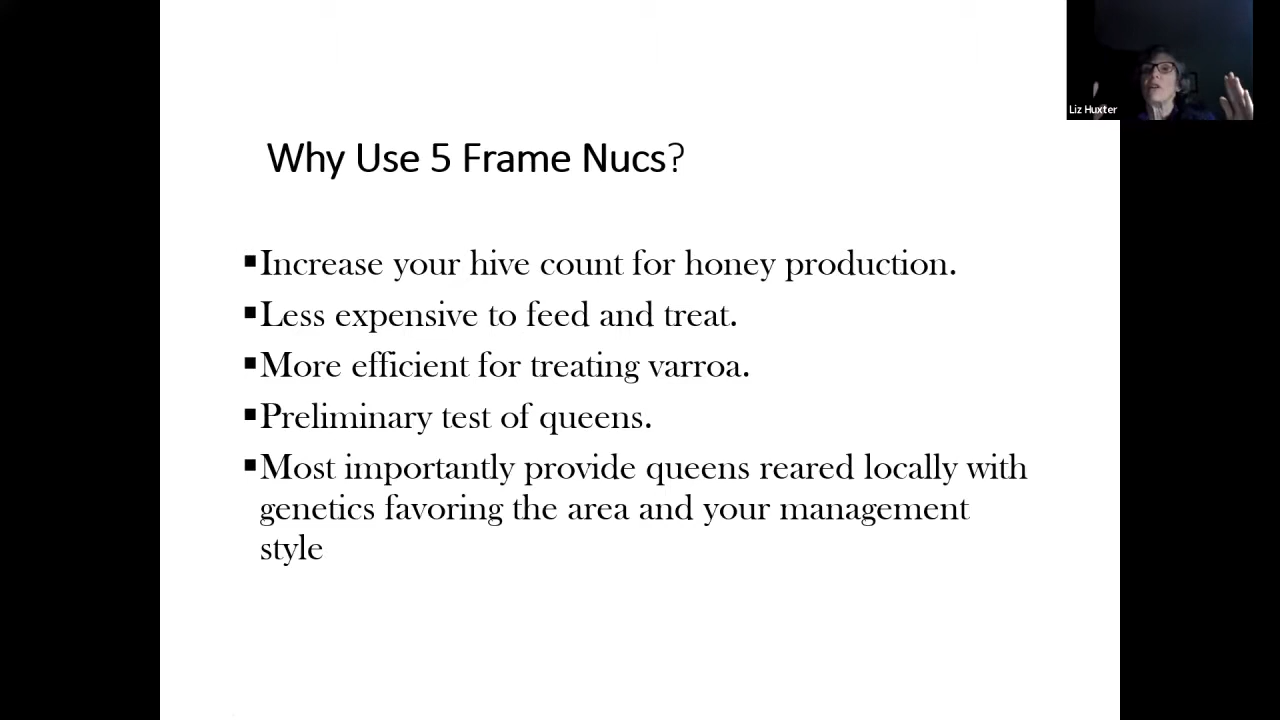 Liz Huxter
Why Use 5 Frame Nucs?
▪Increase your hive count for honey production.
▪Less expensive to feed and treat.
▪More efficient for treating varroa.
▪Preliminary test of queens.
▪Most importantly provide queens reared locally with
genetics favoring the area and your management
style